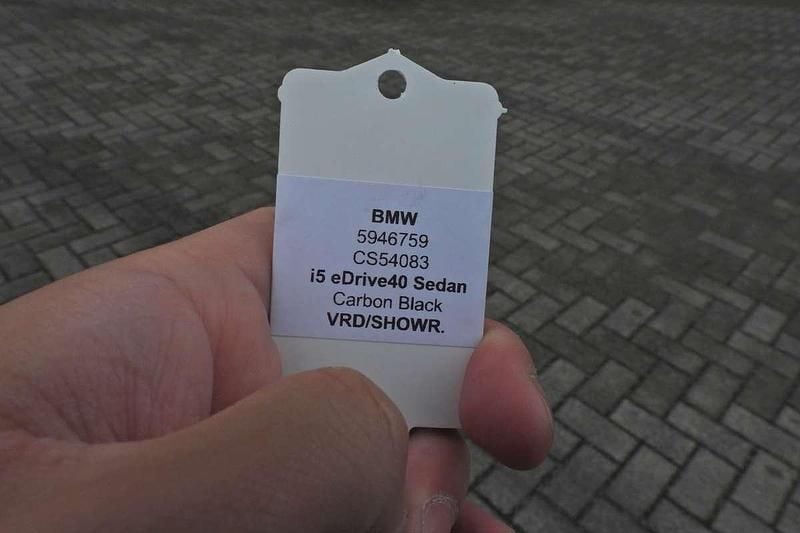 BMW
5946759
CS54083
i5 eDrive40 Sedan
Carbon Black
VRD/SHOWR.